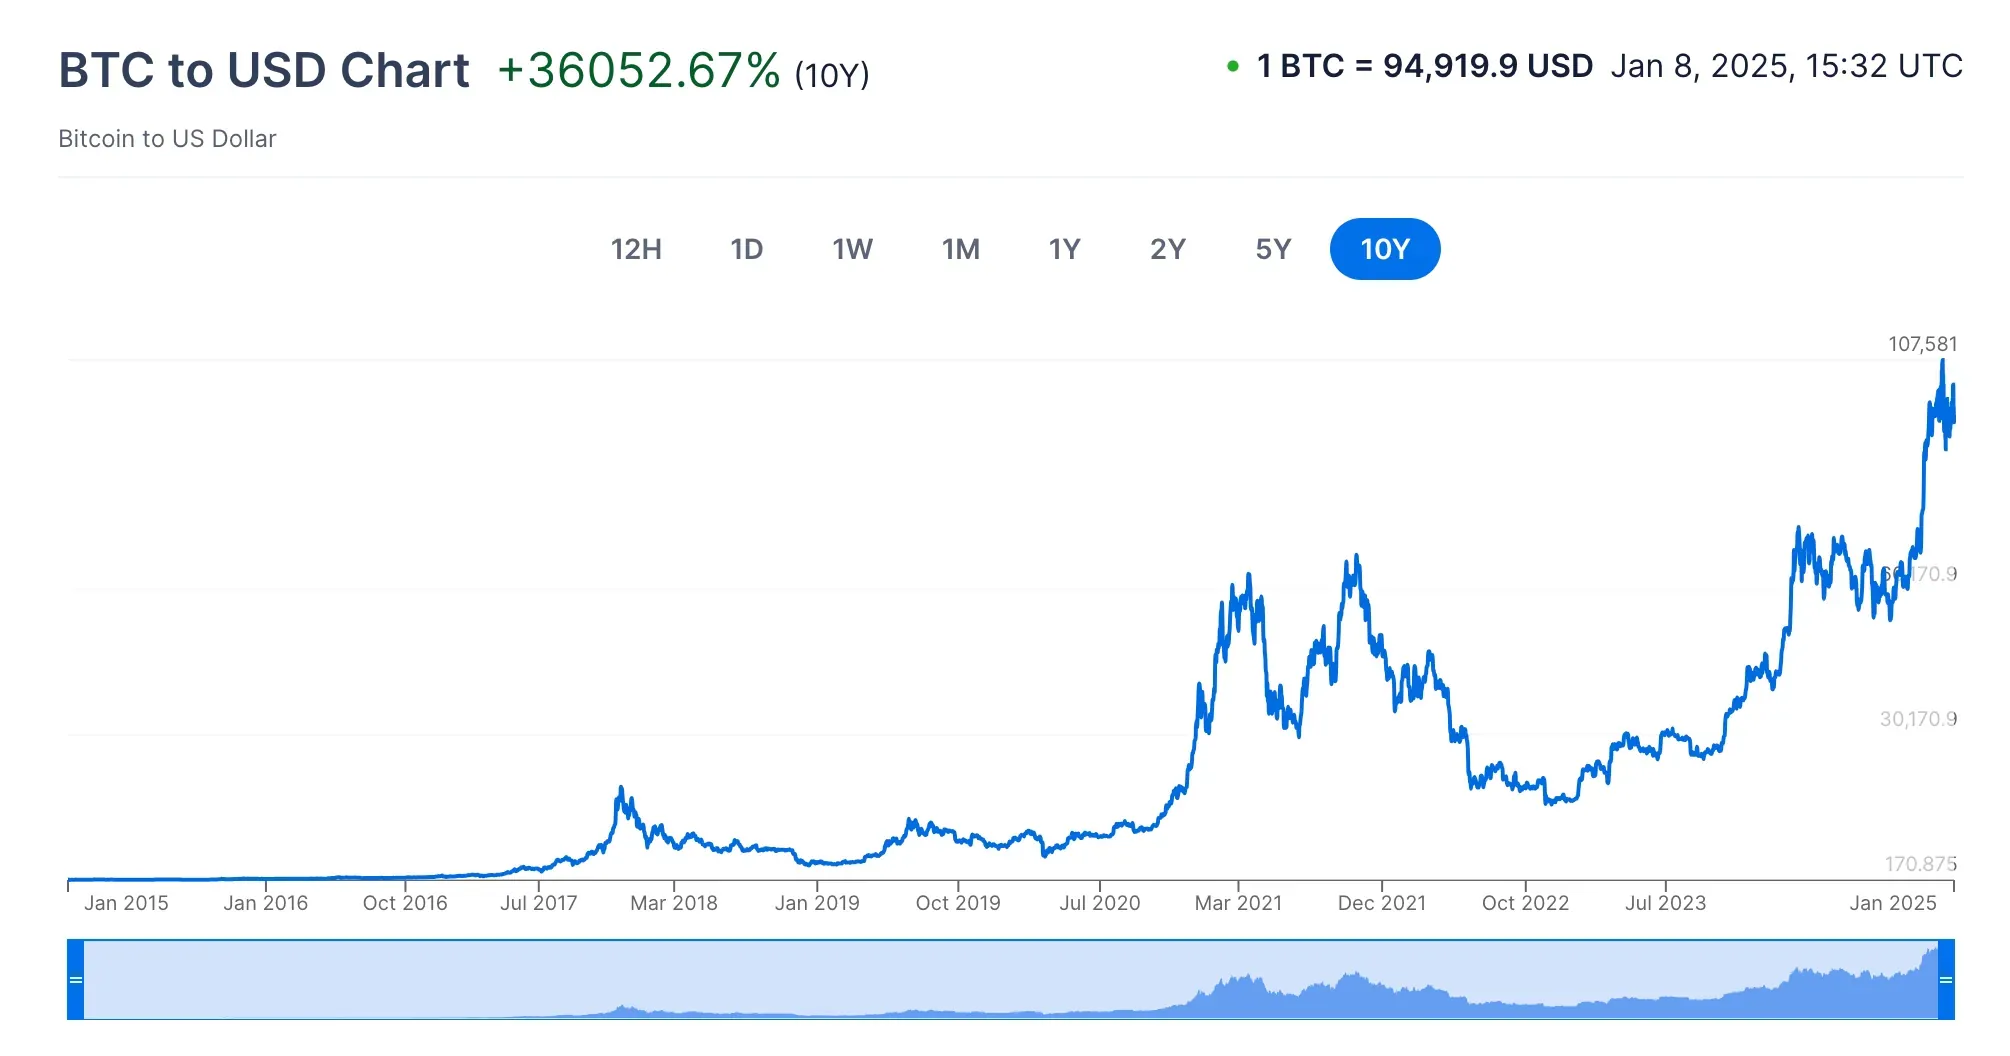 BTC to USD Chart +36052.67% (10Y)
1 BTC = 94,919.9 USD Jan 8, 2025, 15:32 UTC
Bitcoin to US Dollar
12H 1D 1W 1M 1Y 2Y 5Y 10Y
107,581
66,170.9
30,170.9
170.875
Jan 2015 Jan 2016 Oct 2016 Jul 2017 Mar 2018 Jan 2019 Oct 2019 Jul 2020 Mar 2021 Dec 2021 Oct 2022 Jul 2023 Jan 2025